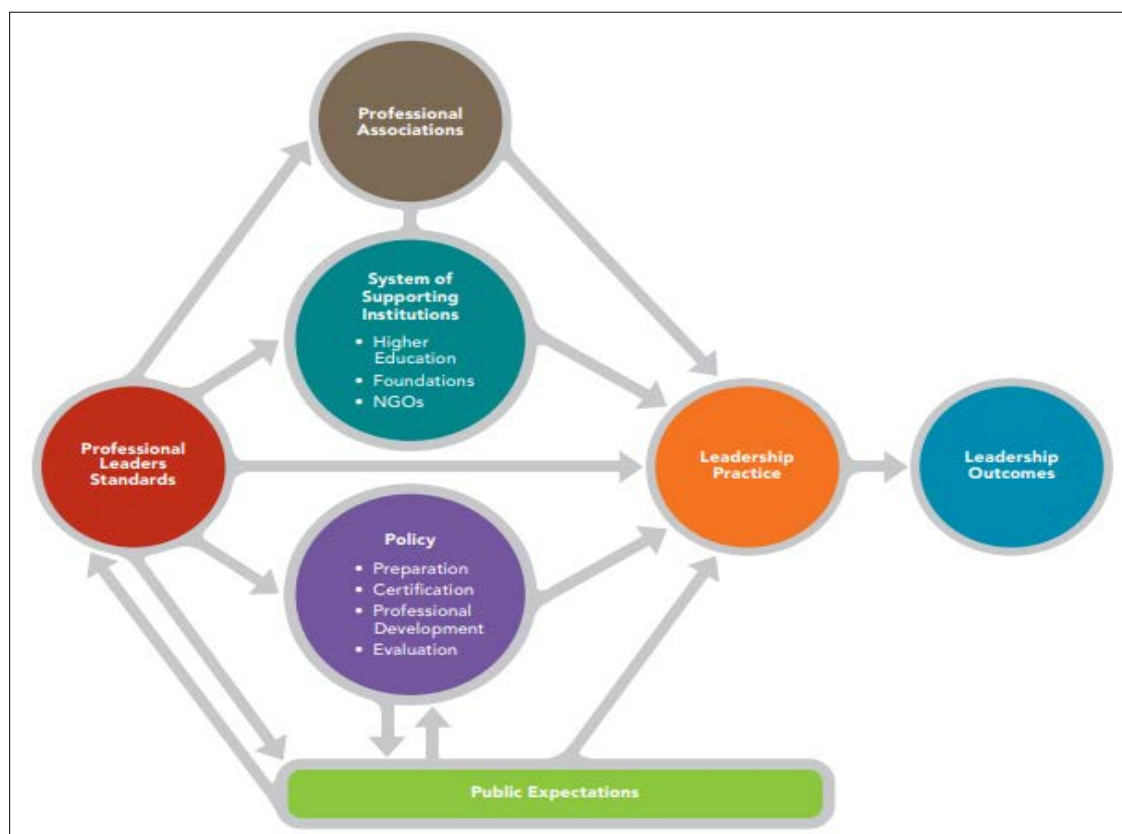 Professional
Associations
System of
Supporting
Institutions
• Higher
Education
• Foundations
• NGOs
Professional
Leaders
Standards
Leadership
Practice
Leadership
Outcomes
Policy
• Preparation
• Certification
• Professional
Development
• Evaluation
Public Expectations